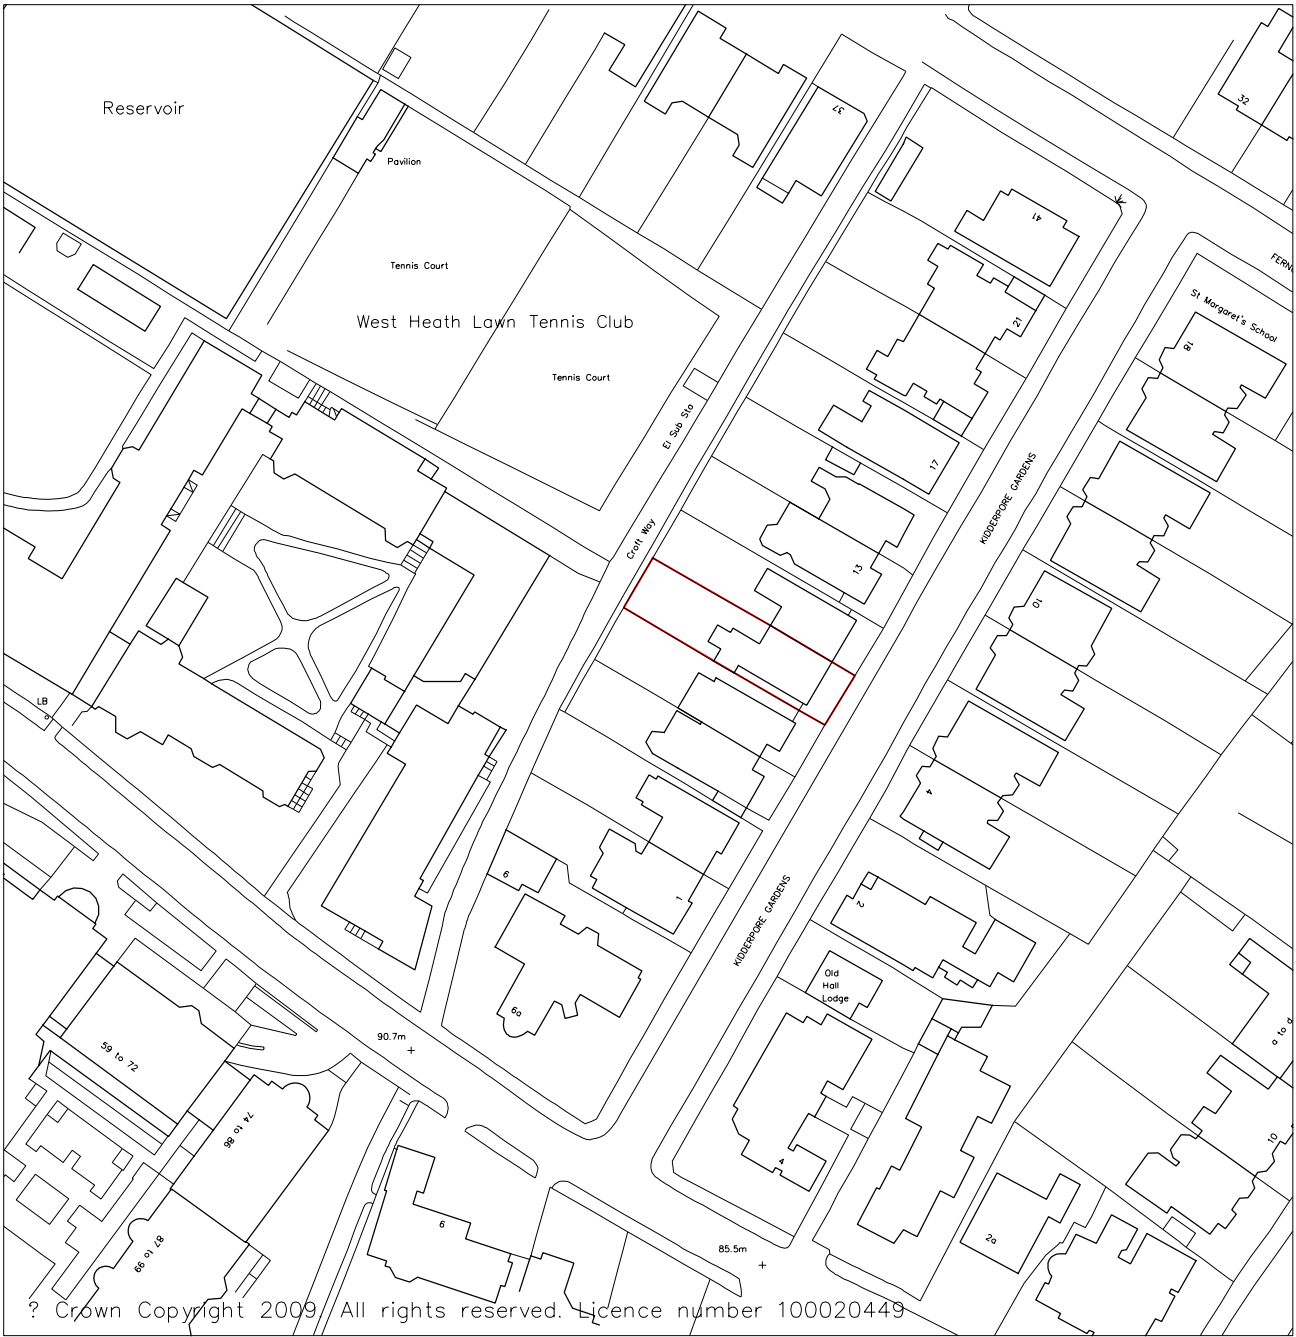 Reservoir
Pavilion
37
32
41
Tennis Court
West Heath Lawn Tennis Club
Tennis Court
El Sub Sta
21
St Margaret's School
18
17
KIDDERPORE GARDENS
Croft Way
13
10
LB
4
6
1
2
KIDDERPORE GARDENS
Old
Hall
Lodge
6a
90.7m
59 to 72
a to d
74 to 86
10
4
6
2a
85.5m
87 to 99
? Crown Copyright 2009. All rights reserved. Licence number 100020449